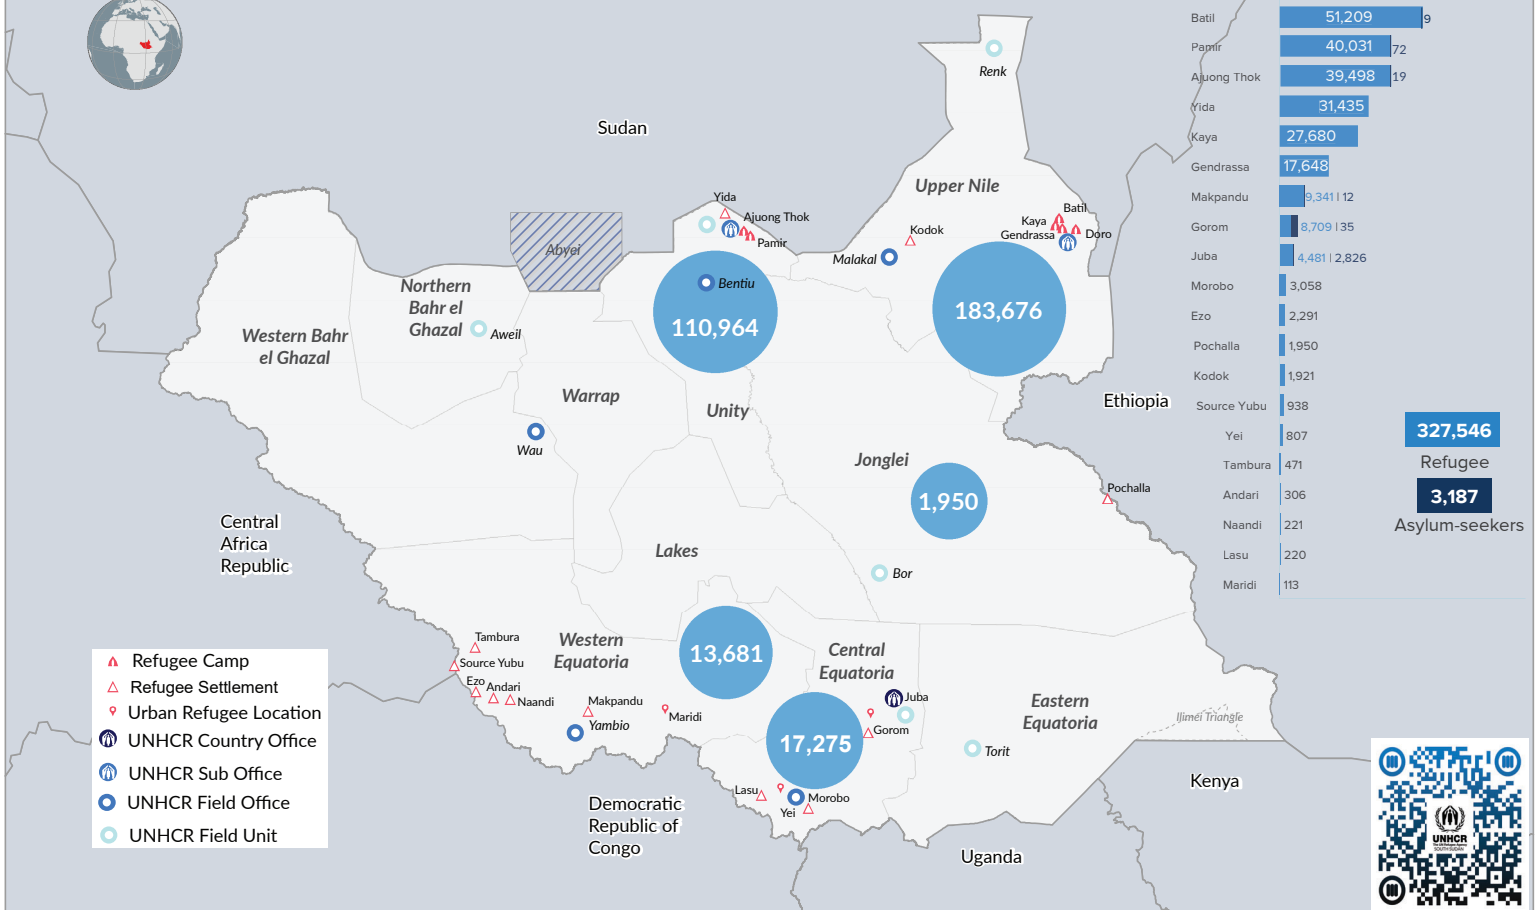 Sudan
Renk
Upper Nile
Yida
Ajuong Thok
Pamir
Kodok
Malakal
Kaya
Batil
Gendrassa
Doro
Abyei
Bentiu
110,964
183,676
Northern
Bahr el
Ghazal
Aweil
Western Bahr
el Ghazal
Warrap
Unity
Wau
Ethiopia
Jonglei
1,950
Pochalla
Central
Africa
Republic
Lakes
Bor
Tambura
Source Yubu
Ezo
Andari
Naandi
Western
Equatoria
Makpandu
Yambio
13,681
Maridi
Central
Equatoria
Juba
Gorom
17,275
Eastern
Equatoria
Torit
Ilimei Triangle
Lasu
Yei
Morobo
Democratic
Republic of
Congo
Uganda
Kenya
Refugee Camp
Refugee Settlement
Urban Refugee Location
UNHCR Country Office
UNHCR Sub Office
UNHCR Field Office
UNHCR Field Unit
Batil 51,209 9
Pamir 40,031 72
Ajuong Thok 39,498 19
Yida 31,435
Kaya 27,680
Gendrassa 17,648
Makpandu 9,341 | 12
Gorom 8,709 | 35
Juba 4,481 | 2,826
Morobo 3,058
Ezo 2,291
Pochalla 1,950
Kodok 1,921
Source Yubu 938
Yei 807
Tambura 471
Andari 306
Naandi 221
Lasu 220
Maridi 113
327,546
Refugee
3,187
Asylum-seekers
UNHCR
The UN Refugee Agency
SOUTH SUDAN